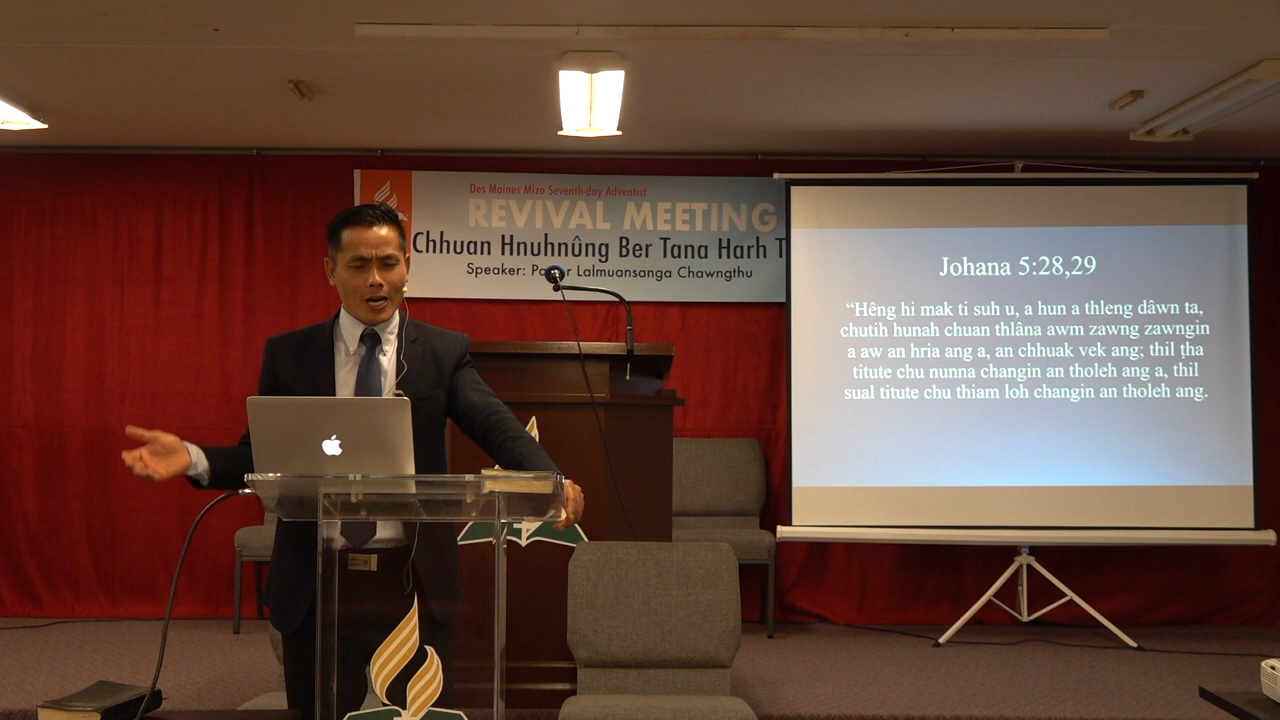 Des Moines Mizo Seventh-day Adventist
REVIVAL MEETING
Chhuan Hnuhnûng Ber Tana Harh T
Speaker: Lalmuansanga Chawngthu
Johana 5:28,29
“Hêng hi mak ti suh u, a hun a thleng dâwn ta,
chutih hunah chuan thlâna awm zawng zawngin
a aw an hria ang a, an chhuak vek ang; thil ṭha
titute chu nunna changin an tholeh ang a, thil
sual titute chu thiam loh changin an tholeh ang.